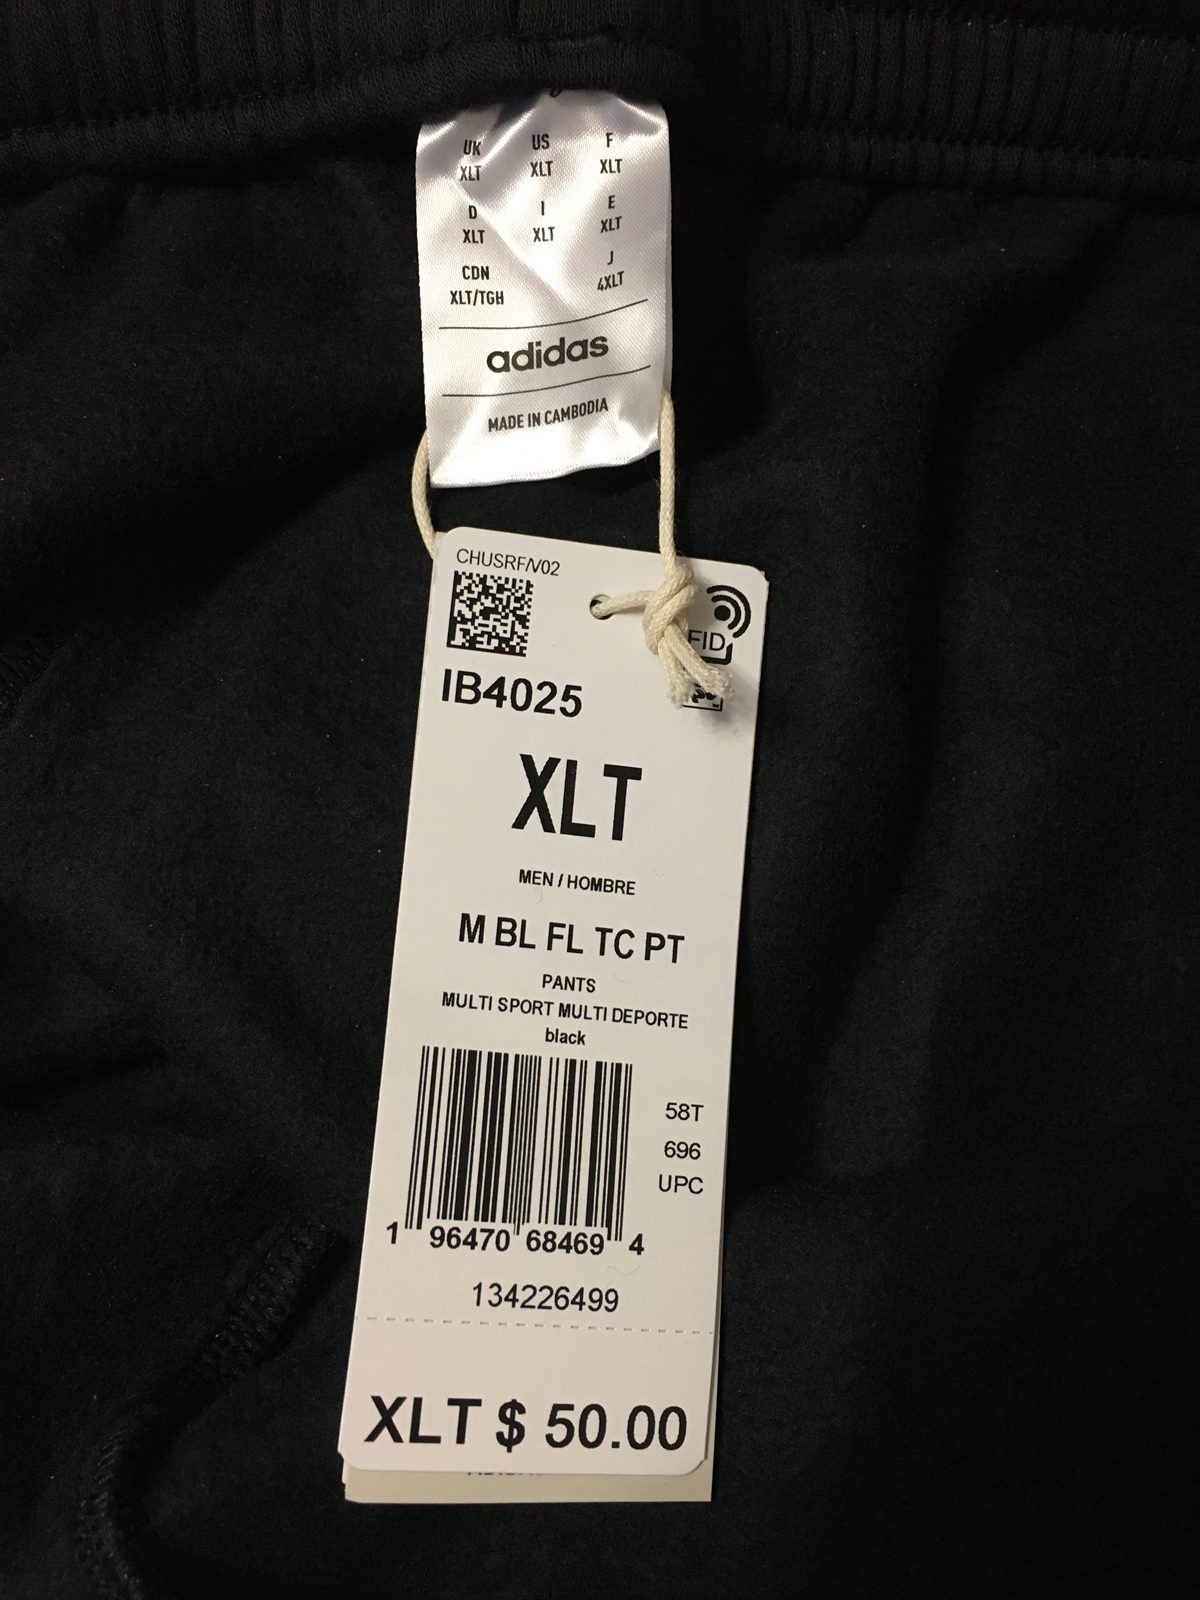 UK US F
XLT XLT XLT
D I E
XLT XLT XLT
CDN J
XLT/TGH 4XLT
adidas
MADE IN CAMBODIA
CHUSRF/V02
FID
IB4025
XLT
MEN / HOMBRE
M BL FL TC PT
PANTS
MULTI SPORT MULTI DEPORTE
black
58T
696
UPC
1 96470 68469 4
134226499
XLT $ 50.00